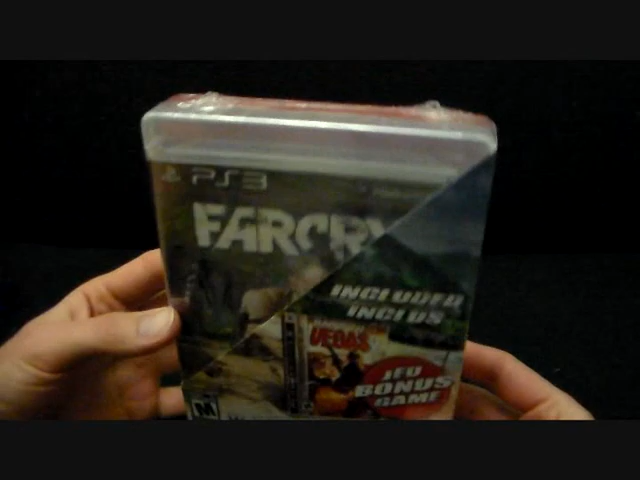 PS3
FARCRY
INCLUDED
INCLUS
VEGAS
JEU
BONUS
GAME
M